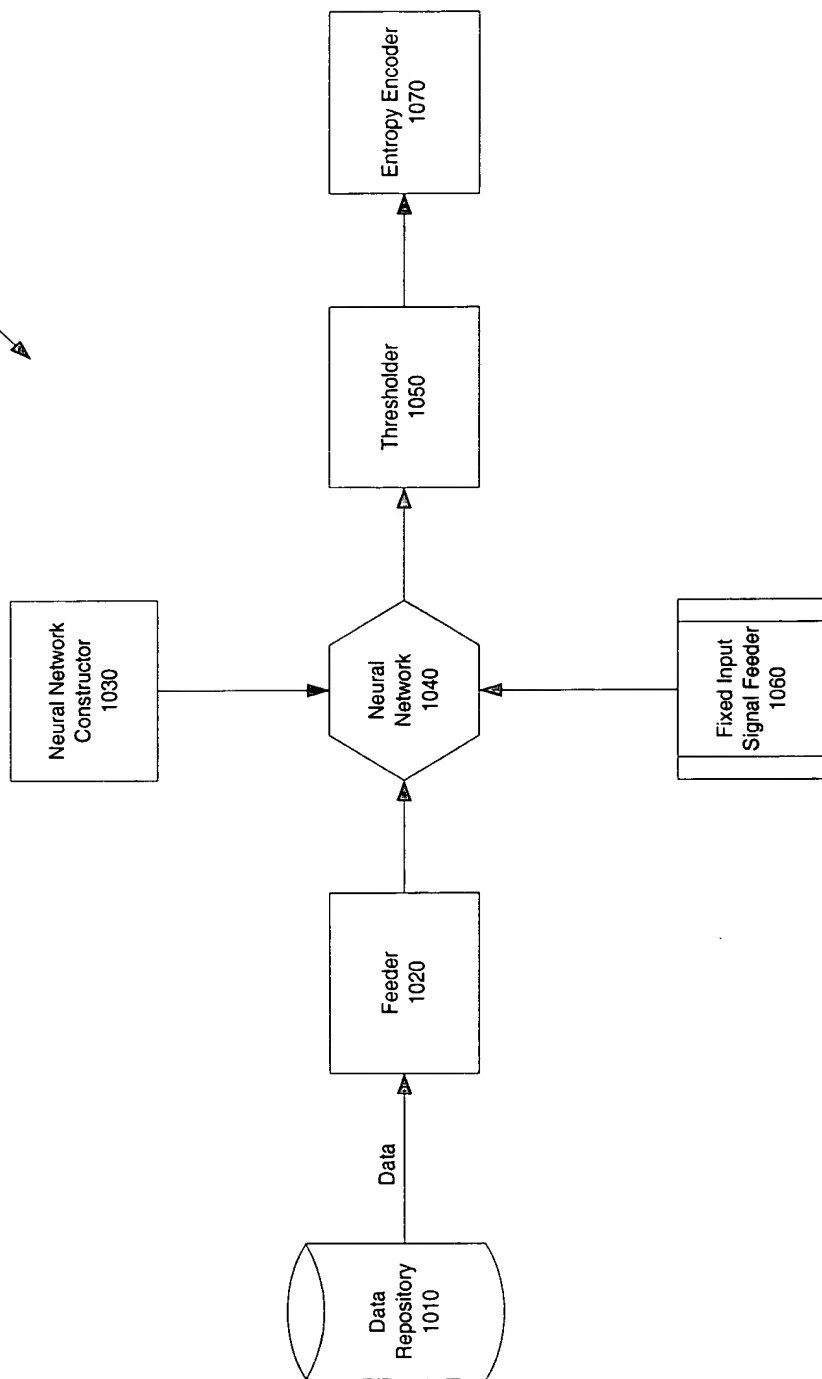 Neural Network
Constructor
1030
Data
Repository
1010
Data
Feeder
1020
Neural
Network
1040
Thresholder
1050
Entropy Encoder
1070
Fixed Input
Signal Feeder
1060